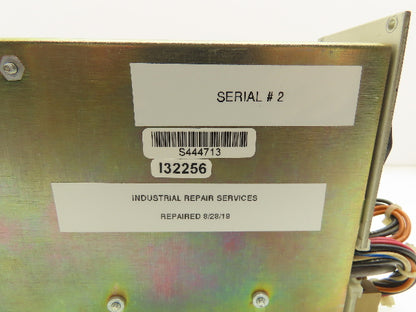 SERIAL # 2
S444713
I32256
INDUSTRIAL REPAIR SERVICES
REPAIRED 8/28/18